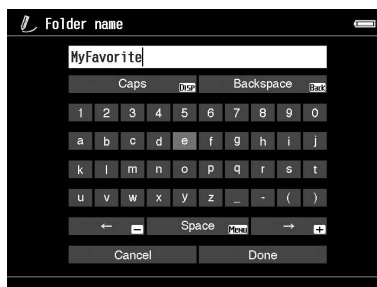 Folder name
MyFavorite
Caps DISP Backspace Back
1 2 3 4 5 6 7 8 9 0
a b c d e f g h i j
k l m n o p q r s t
u v w x y z _ - ( )
← − Space Menu → +
Cancel Done